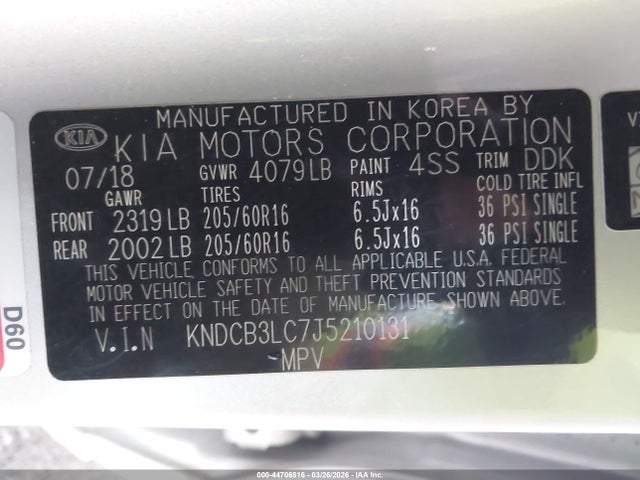 MANUFACTURED IN KOREA BY
KIA KIA MOTORS CORPORATION
07/18 GVWR 4079LB PAINT 4SS TRIM DDK
GAWR TIRES RIMS COLD TIRE INFL
FRONT 2319LB 205/60R16 6.5Jx16 36 PSI SINGLE
REAR 2002LB 205/60R16 6.5Jx16 36 PSI SINGLE
THIS VEHICLE CONFORMS TO ALL APPLICABLE U.S.A. FEDERAL
MOTOR VEHICLE SAFETY AND THEFT PREVENTION STANDARDS
IN EFFECT ON THE DATE OF MANUFACTURE SHOWN ABOVE.
V.I.N KNDCB3LC7J5210131
MPV
D60
000-44706516 | 03/26/2026 | IAA, Inc.